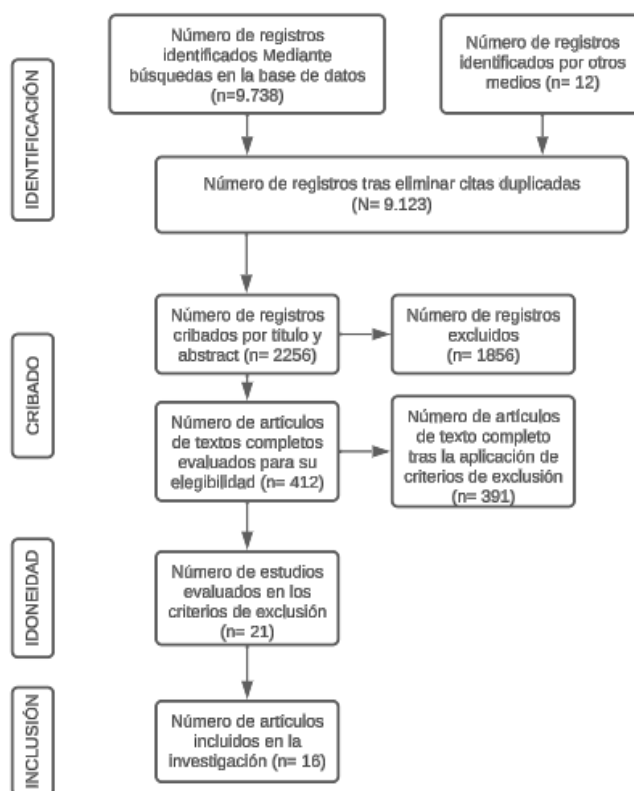 Número de registros
identificados Mediante
búsquedas en la base de datos
(n=9.738)
Número de registros
identificados por otros
medios (n= 12)
IDENTIFICACIÓN
Número de registros tras eliminar citas duplicadas
(N= 9.123)
Número de registros
cribados por título y
abstract (n= 2256)
Número de registros
excluidos
(n= 1856)
CRIBADO
Número de artículos
de textos completos
evaluados para su
elegibilidad (n= 412)
Número de artículos
de texto completo
tras la aplicación de
criterios de exclusión
(n= 391)
IDONEIDAD
Número de estudios
evaluados en los
criterios de exclusión
(n= 21)
INCLUSIÓN
Número de artículos
incluidos en la
investigación (n= 16)